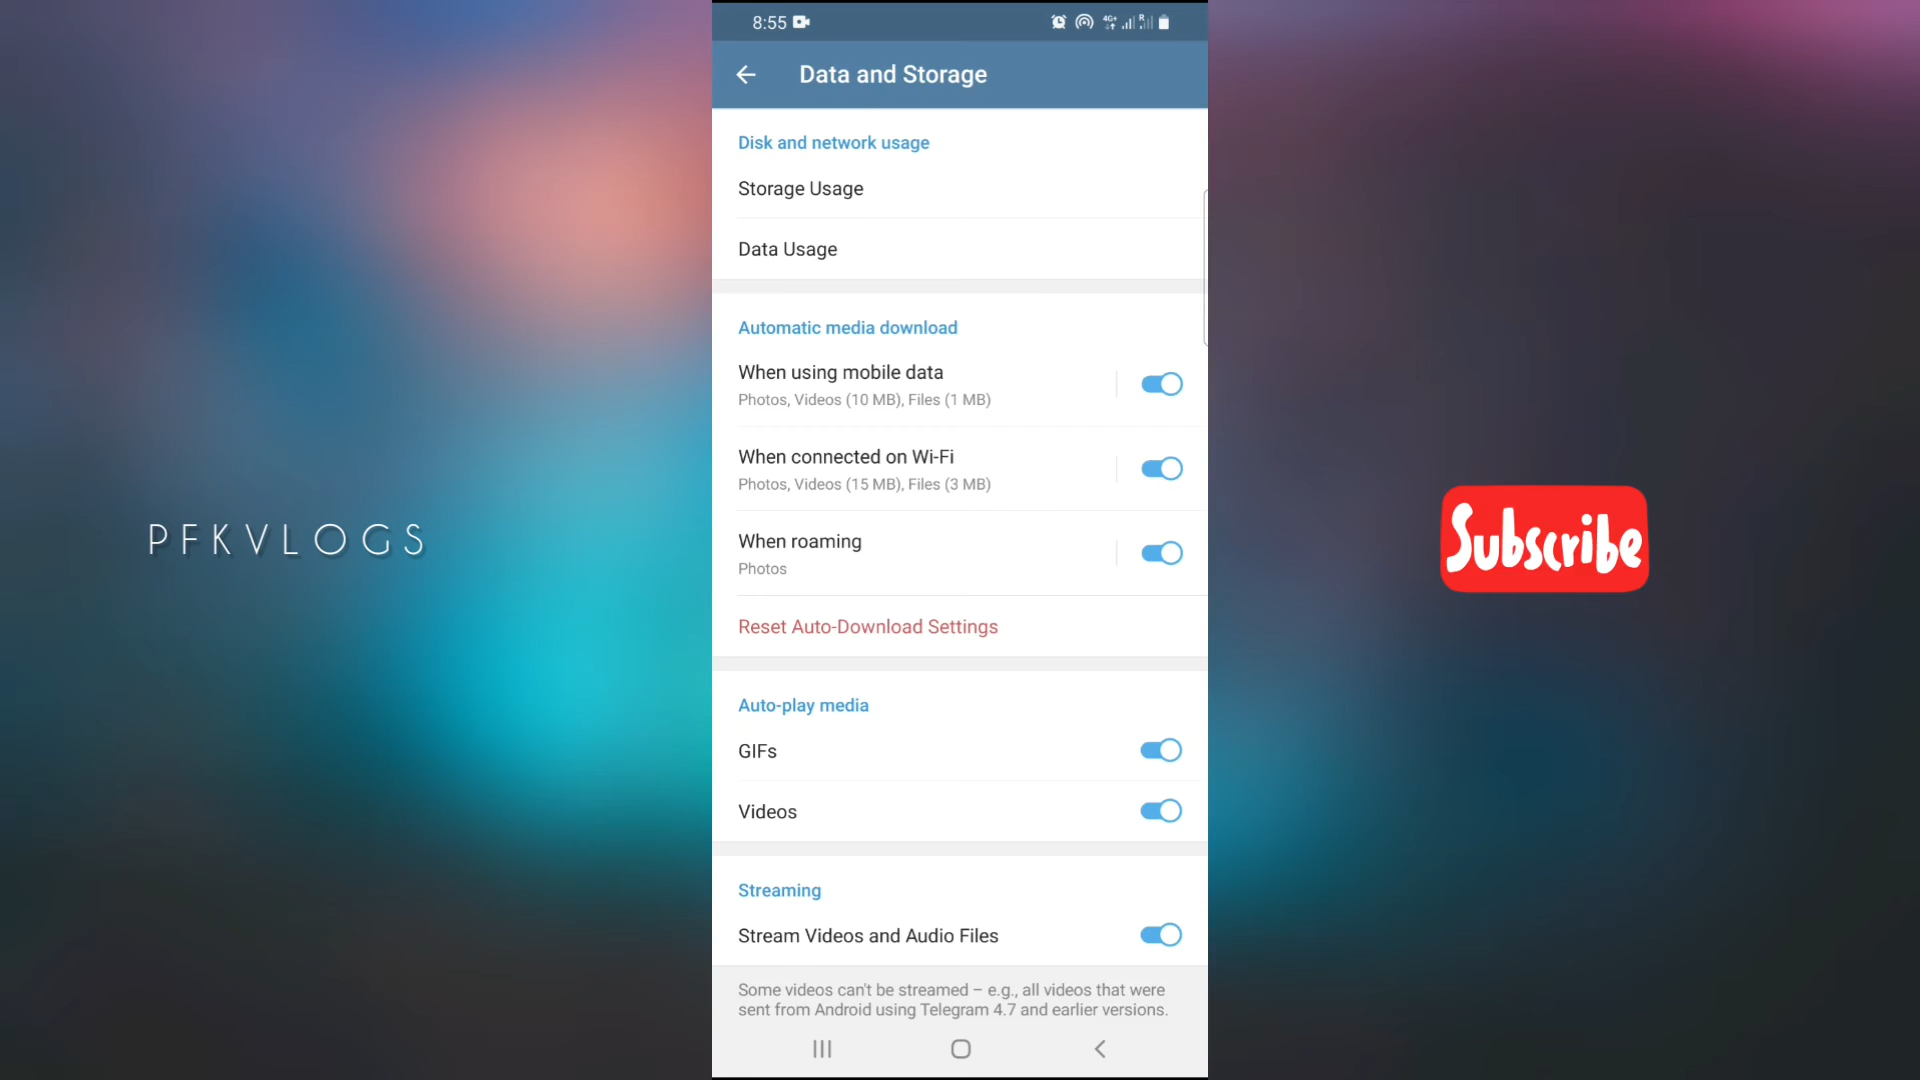 8:55
4G+ R
Data and Storage
Disk and network usage
Storage Usage
Data Usage
Automatic media download
When using mobile data
Photos, Videos (10 MB), Files (1 MB)
When connected on Wi-Fi
Photos, Videos (15 MB), Files (3 MB)
When roaming
Photos
Reset Auto-Download Settings
Auto-play media
GIFs
Videos
Streaming
Stream Videos and Audio Files
Some videos can't be streamed – e.g., all videos that were
sent from Android using Telegram 4.7 and earlier versions.
PFKVLOGS
Subscribe